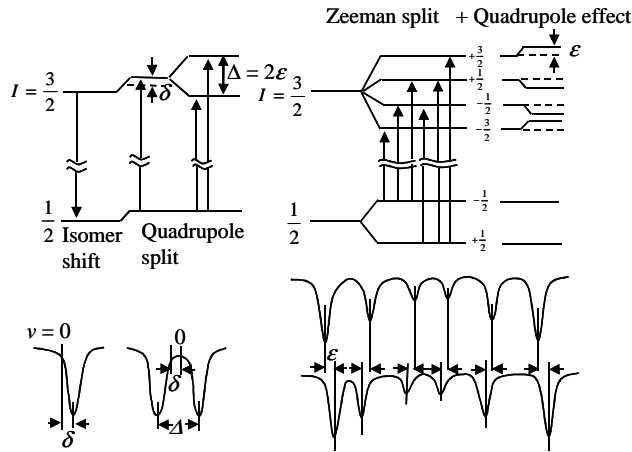 Zeeman split + Quadrupole effect
I = 3/2
δ
Δ = 2ε
I = 3/2
+3/2
+1/2
-1/2
-3/2
ε
1/2
Isomer shift
Quadrupole split
1/2
-1/2
+1/2
v = 0
δ
0
δ
Δ
ε